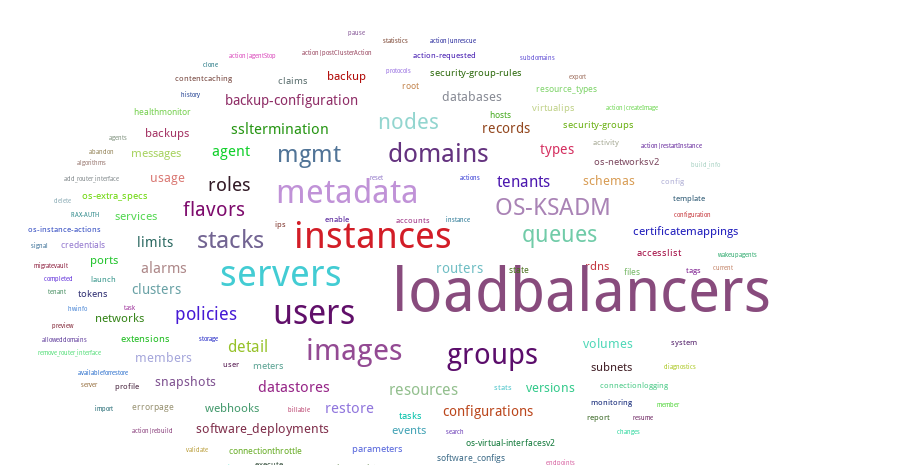 pause
statistics
action|unrescue
action|agentStop
action|postClusterAction
action-requested
subdomains
clone
contentcaching
claims
backup
protocols
security-group-rules
export
history
root
databases
resource_types
backup-configuration
healthmonitor
virtualips
action|createImage
nodes
hosts
agents
backups
ssltermination
records
security-groups
abandon
messages
agent
mgmt
domains
types
activity
action|restartInstance
algorithms
os-networksv2
build_info
add_router_interface
usage
roles
reset
metadata
actions
tenants
schemas
config
delete
os-extra_specs
template
RAX-AUTH
services
flavors
OS-KSADM
configuration
os-instance-actions
ips
enable
accounts
instance
signal
credentials
limits
stacks
instances
queues
certificatemappings
migratevault
ports
accesslist
wakeupagents
completed
launch
alarms
servers
routers
state
rdns
files
tags
current
tenant
tokens
clusters
loadbalancers
hwinfo
task
preview
networks
policies
users
alloweddomains
extensions
storage
detail
images
groups
volumes
system
remove_router_interface
members
user
meters
subnets
diagnostics
availableforrestore
server
profile
snapshots
datastores
resources
stats
versions
connectionlogging
import
errorpage
webhooks
billable
restore
tasks
configurations
monitoring
member
report
resume
action|rebuild
software_deployments
events
search
changes
validate
connectionthrottle
parameters
os-virtual-interfacesv2
software_configs
execute
endpoints